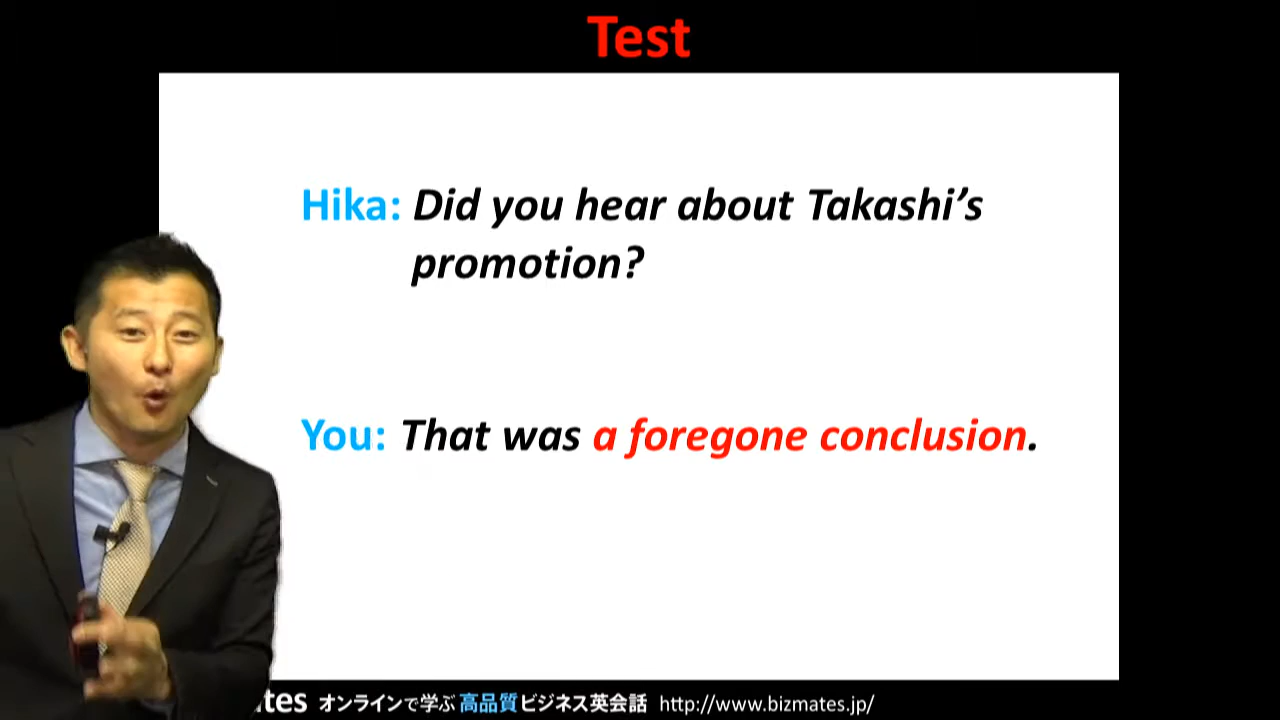 Test
Hika: Did you hear about Takashi's
promotion?
You: That was a foregone conclusion.
tes オンラインで学ぶ 高品質 ビジネス英会話 http://www.bizmates.jp/